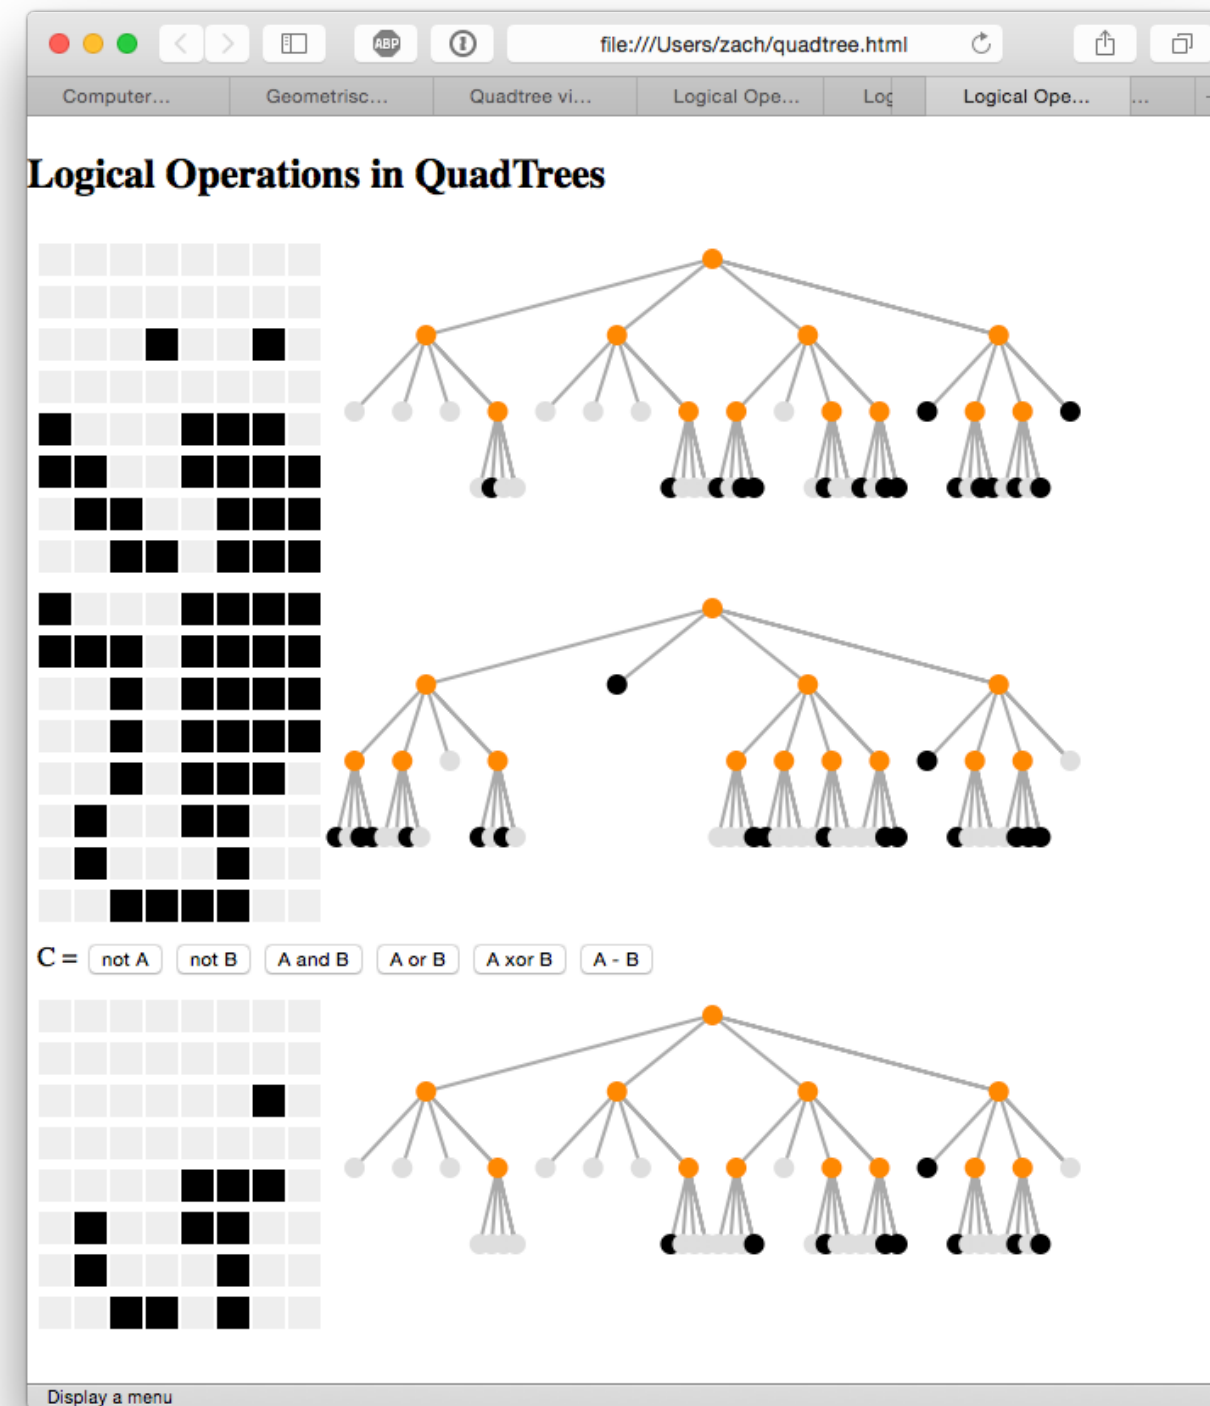 ABP
file:///Users/zach/quadtree.html
Computer... Geometrisc... Quadtree vi... Logical Ope... Log Logical Ope... ...
Logical Operations in QuadTrees
C = not A not B A and B A or B A xor B A - B
Display a menu